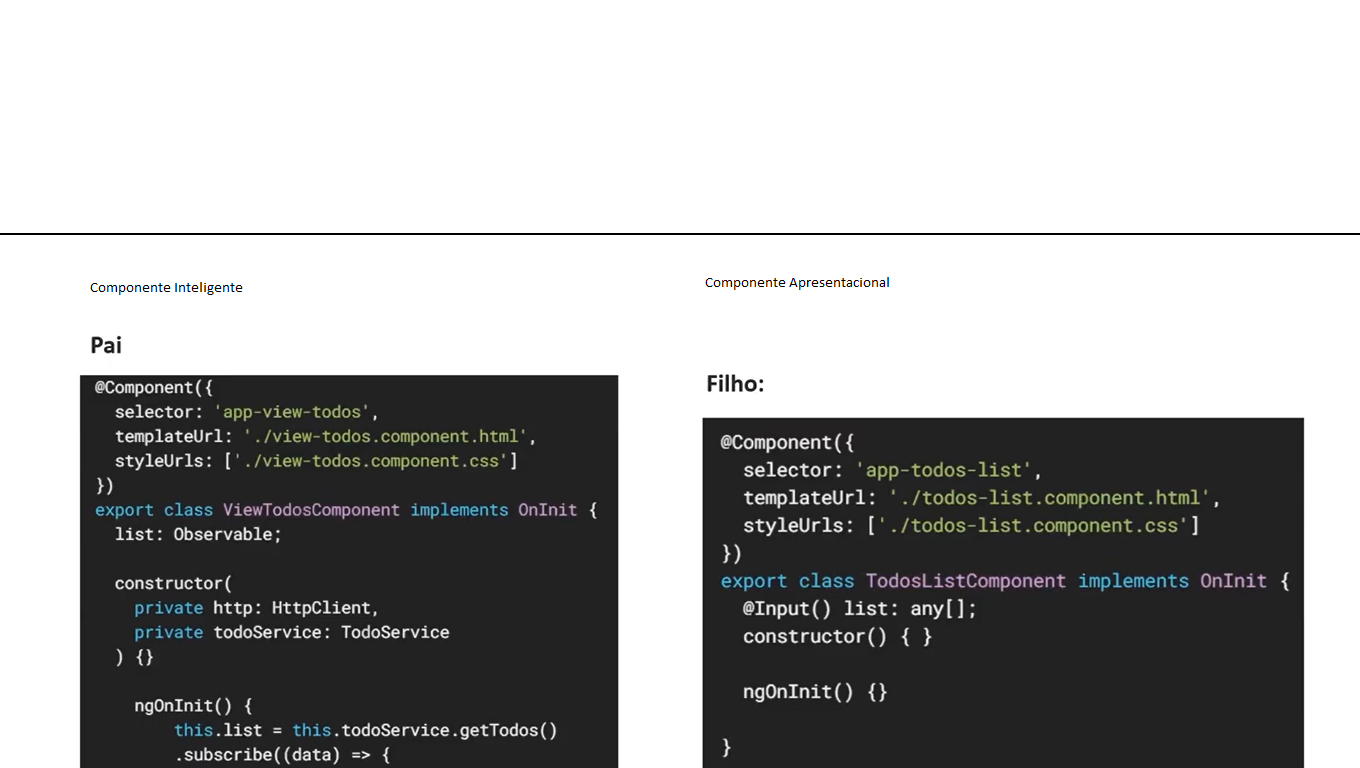 Componente Inteligente
Pai
@Component({
  selector: 'app-view-todos',
  templateUrl: './view-todos.component.html',
  styleUrls: ['./view-todos.component.css']
})
export class ViewTodosComponent implements OnInit {
  list: Observable;
  constructor(
    private http: HttpClient,
    private todoService: TodoService
  ) {}
    ngOnInit() {
        this.list = this.todoService.getTodos()
        .subscribe((data) => {
Componente Apresentacional
Filho:
@Component({
  selector: 'app-todos-list',
  templateUrl: './todos-list.component.html',
  styleUrls: ['./todos-list.component.css']
})
export class TodosListComponent implements OnInit {
  @Input() list: any[];
  constructor() { }
  ngOnInit() {}
}